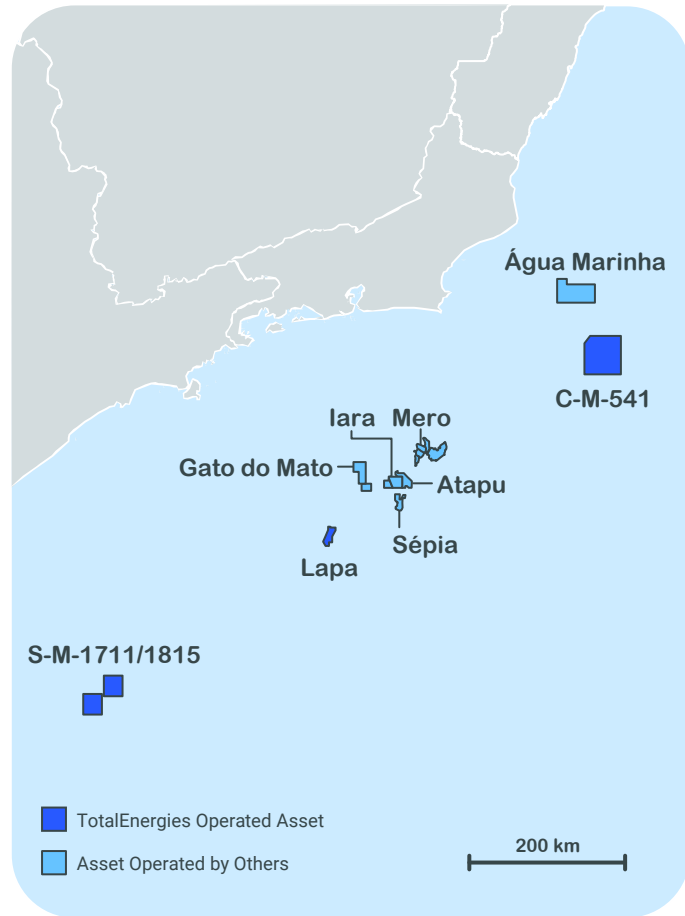 Água Marinha
C-M-541
Iara
Mero
Gato do Mato
Atapu
Sépia
Lapa
S-M-1711/1815
TotalEnergies Operated Asset
Asset Operated by Others
200 km